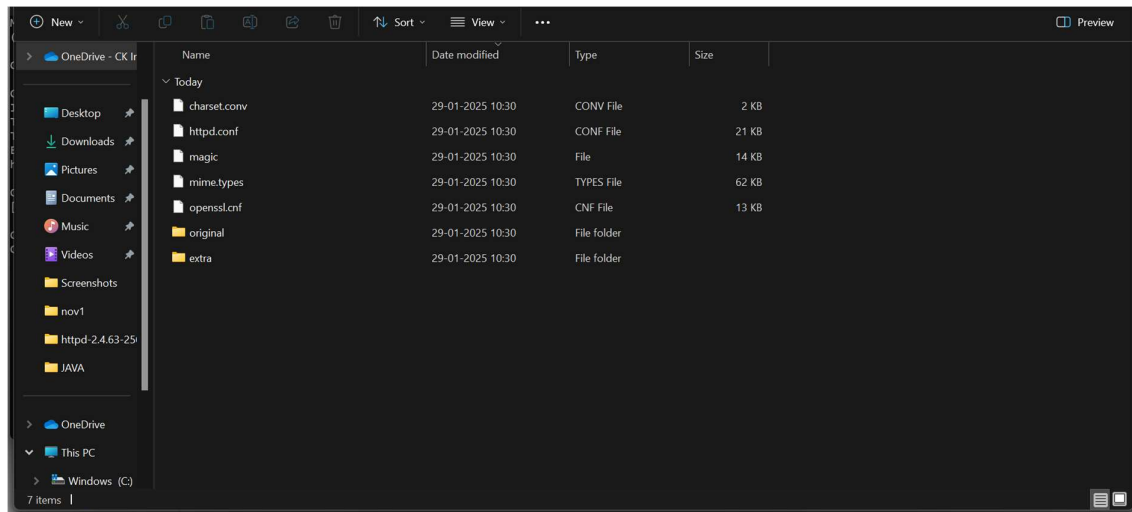 New Sort View ••• Preview
OneDrive - CK Ir
Name Date modified Type Size
Today
charset.conv 29-01-2025 10:30 CONV File 2 KB
httpd.conf 29-01-2025 10:30 CONF File 21 KB
magic 29-01-2025 10:30 File 14 KB
mime.types 29-01-2025 10:30 TYPES File 62 KB
openssl.cnf 29-01-2025 10:30 CNF File 13 KB
original 29-01-2025 10:30 File folder
extra 29-01-2025 10:30 File folder
Desktop
Downloads
Pictures
Documents
Music
Videos
Screenshots
nov1
httpd-2.4.63-25
JAVA
OneDrive
This PC
Windows (C:)
7 items